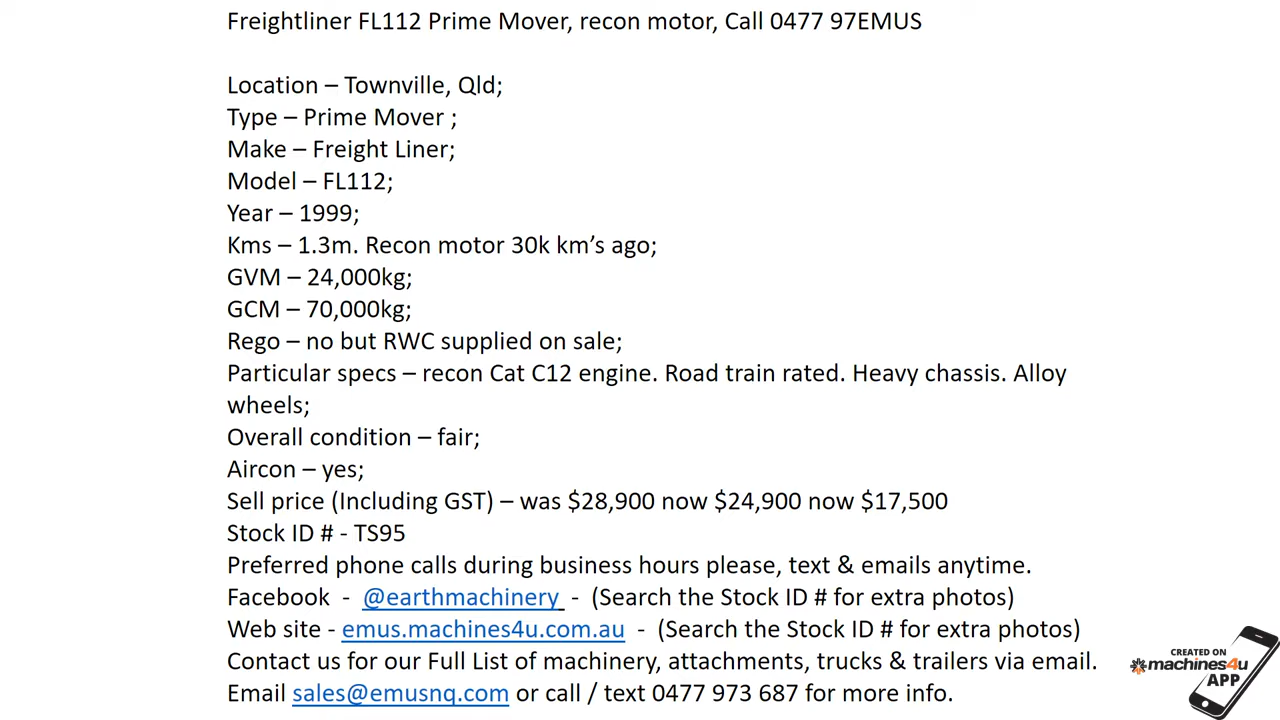 Freightliner FL112 Prime Mover, recon motor, Call 0477 97EMUS
Location – Townville, Qld;
Type – Prime Mover ;
Make – Freight Liner;
Model – FL112;
Year – 1999;
Kms – 1.3m. Recon motor 30k km’s ago;
GVM – 24,000kg;
GCM – 70,000kg;
Rego – no but RWC supplied on sale;
Particular specs – recon Cat C12 engine. Road train rated. Heavy chassis. Alloy
wheels;
Overall condition – fair;
Aircon – yes;
Sell price (Including GST) – was $28,900 now $24,900 now $17,500
Stock ID # - TS95
Preferred phone calls during business hours please, text & emails anytime.
Facebook  -  @earthmachinery  -  (Search the Stock ID # for extra photos)
Web site - emus.machines4u.com.au  -  (Search the Stock ID # for extra photos)
Contact us for our Full List of machinery, attachments, trucks & trailers via email.
Email sales@emusnq.com or call / text 0477 973 687 for more info.
CREATED ON
machines4u
APP